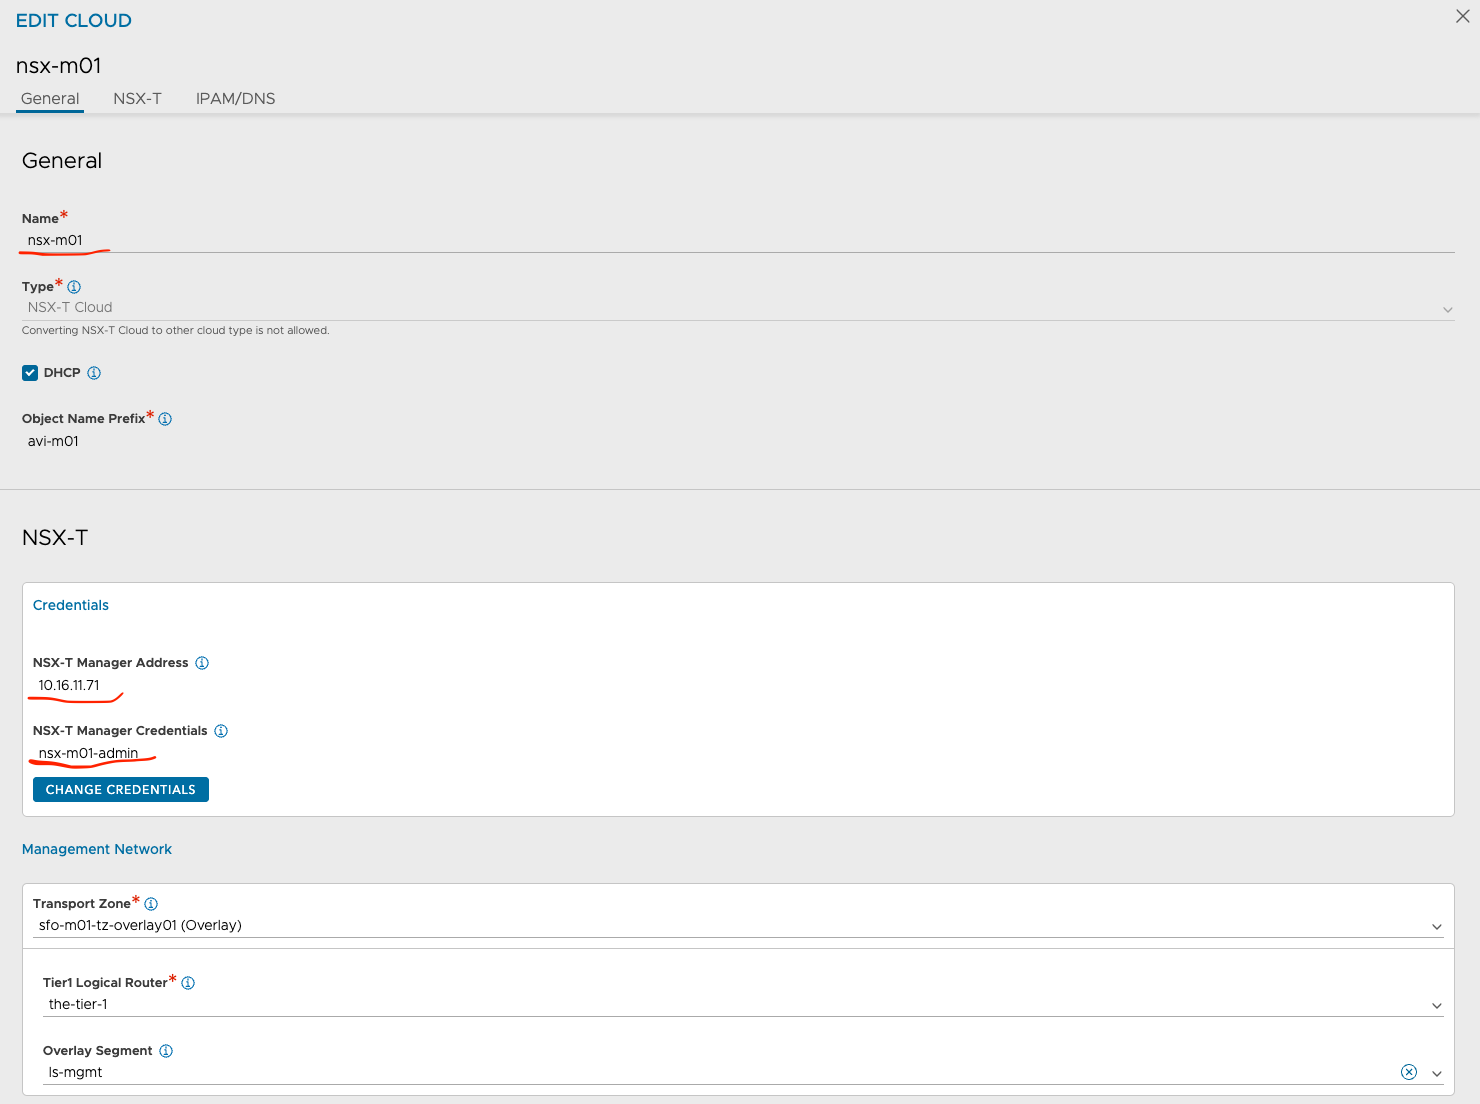 EDIT CLOUD
nsx-m01
General NSX-T IPAM/DNS
General
Name*
nsx-m01
Type*
NSX-T Cloud
Converting NSX-T Cloud to other cloud type is not allowed.
DHCP
Object Name Prefix*
avi-m01
NSX-T
Credentials
NSX-T Manager Address
10.16.11.71
NSX-T Manager Credentials
nsx-m01-admin
CHANGE CREDENTIALS
Management Network
Transport Zone*
sfo-m01-tz-overlay01 (Overlay)
Tier1 Logical Router*
the-tier-1
Overlay Segment
ls-mgmt